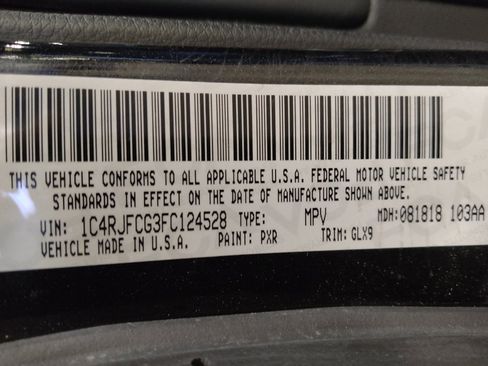 THIS VEHICLE CONFORMS TO ALL APPLICABLE U.S.A. FEDERAL MOTOR VEHICLE SAFETY
STANDARDS IN EFFECT ON THE DATE OF MANUFACTURE SHOWN ABOVE.
VIN: 1C4RJFCG3FC124528 TYPE: MPV MDH: 081818 103AA
VEHICLE MADE IN U.S.A. PAINT: PXR TRIM: GLX9